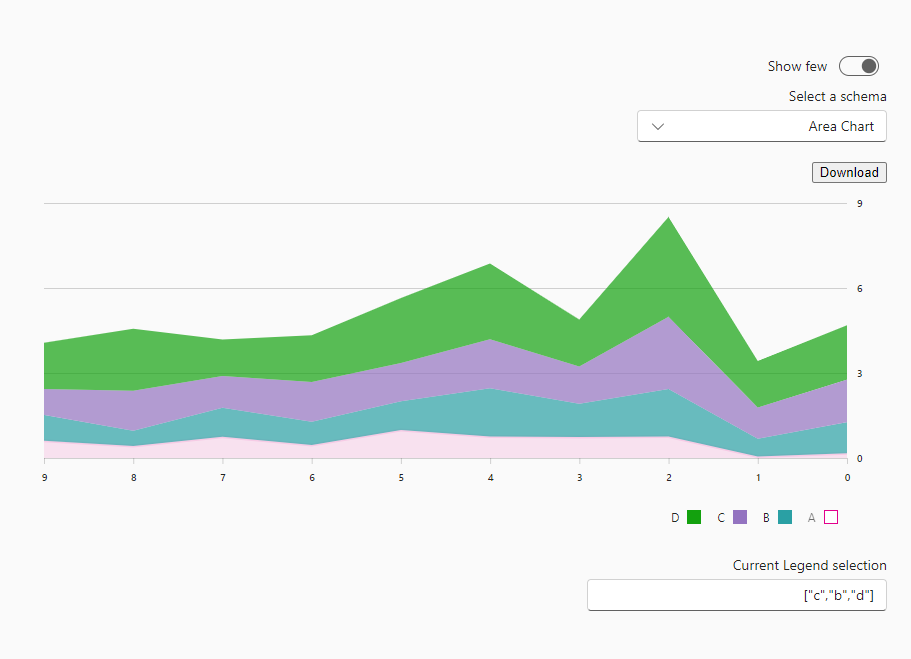 Show few
Select a schema
Area Chart
Download
9
6
3
0
9 8 7 6 5 4 3 2 1 0
D C B A
Current Legend selection
["c","b","d"]